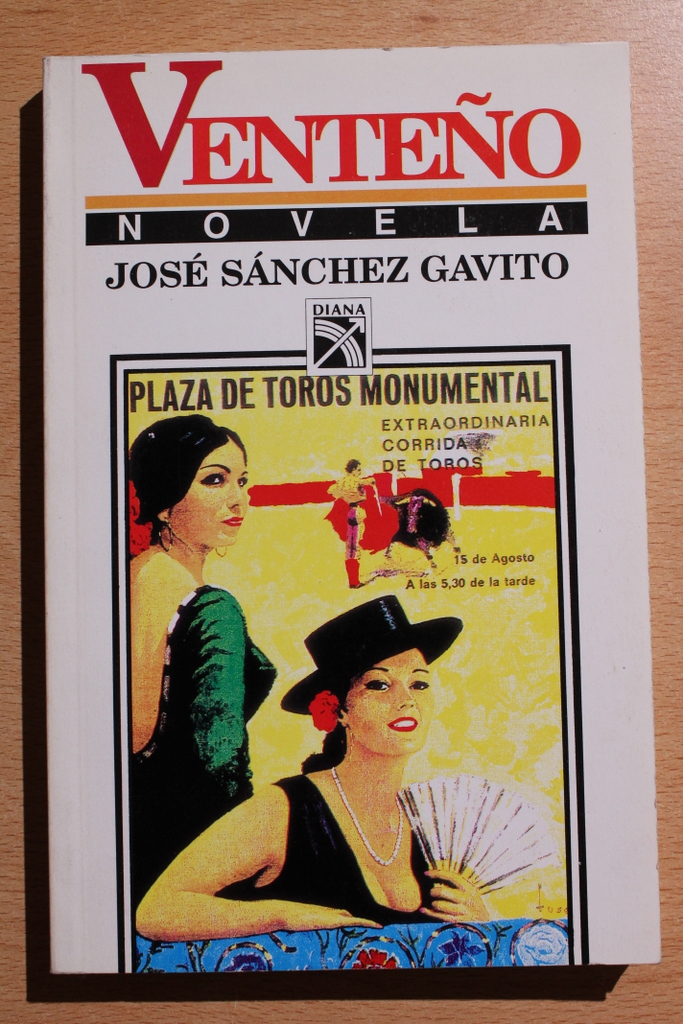 VENTEÑO
NOVELA
JOSÉ SÁNCHEZ GAVITO
DIANA
PLAZA DE TOROS MONUMENTAL
EXTRAORDINARIA
CORRIDA
DE TOROS
15 de Agosto
A las 5,30 de la tarde